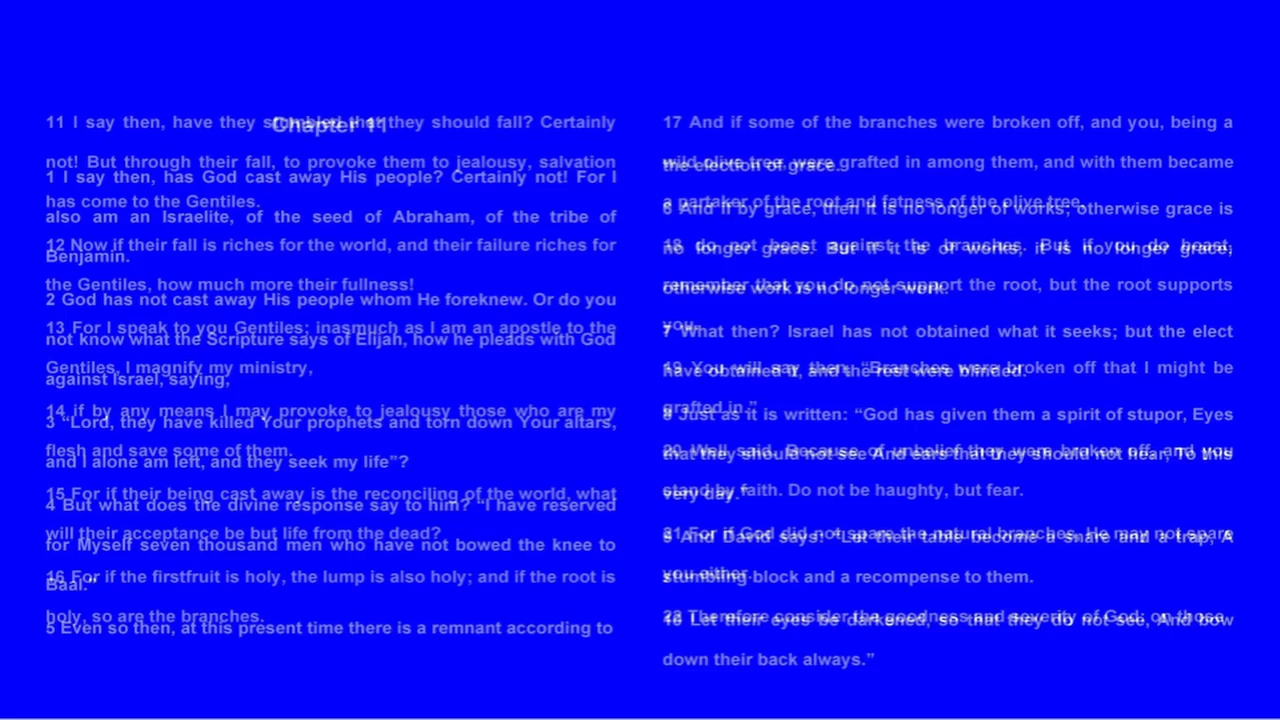 Chapter 11
1 I say then, has God cast away His people? Certainly not! For I
also am an Israelite, of the seed of Abraham, of the tribe of
Benjamin.
2 God has not cast away His people whom He foreknew. Or do you
not know what the Scripture says of Elijah, how he pleads with God
against Israel, saying,
3 “Lord, they have killed Your prophets and torn down Your altars,
and I alone am left, and they seek my life”?
4 But what does the divine response say to him? “I have reserved
for Myself seven thousand men who have not bowed the knee to
Baal.”
5 Even so then, at this present time there is a remnant according to
the election of grace.
6 And if by grace, then it is no longer of works; otherwise grace is
no longer grace. But if it is of works, it is no longer grace;
otherwise work is no longer work.
7 What then? Israel has not obtained what it seeks; but the elect
have obtained it, and the rest were blinded.
8 Just as it is written: “God has given them a spirit of stupor, Eyes
that they should not see And ears that they should not hear, To this
very day.”
9 And David says: “Let their table become a snare and a trap, A
stumbling block and a recompense to them.
10 Let their eyes be darkened, so that they do not see, And bow
down their back always.”
11 I say then, have they stumbled that they should fall? Certainly
not! But through their fall, to provoke them to jealousy, salvation
has come to the Gentiles.
12 Now if their fall is riches for the world, and their failure riches for
the Gentiles, how much more their fullness!
13 For I speak to you Gentiles; inasmuch as I am an apostle to the
Gentiles, I magnify my ministry,
14 if by any means I may provoke to jealousy those who are my
flesh and save some of them.
15 For if their being cast away is the reconciling of the world, what
will their acceptance be but life from the dead?
16 For if the firstfruit is holy, the lump is also holy; and if the root is
holy, so are the branches.
17 And if some of the branches were broken off, and you, being a
wild olive tree, were grafted in among them, and with them became
a partaker of the root and fatness of the olive tree,
18 do not boast against the branches. But if you do boast,
remember that you do not support the root, but the root supports
you.
19 You will say then, “Branches were broken off that I might be
grafted in.”
20 Well said. Because of unbelief they were broken off, and you
stand by faith. Do not be haughty, but fear.
21 For if God did not spare the natural branches, He may not spare
you either.
22 Therefore consider the goodness and severity of God: on those